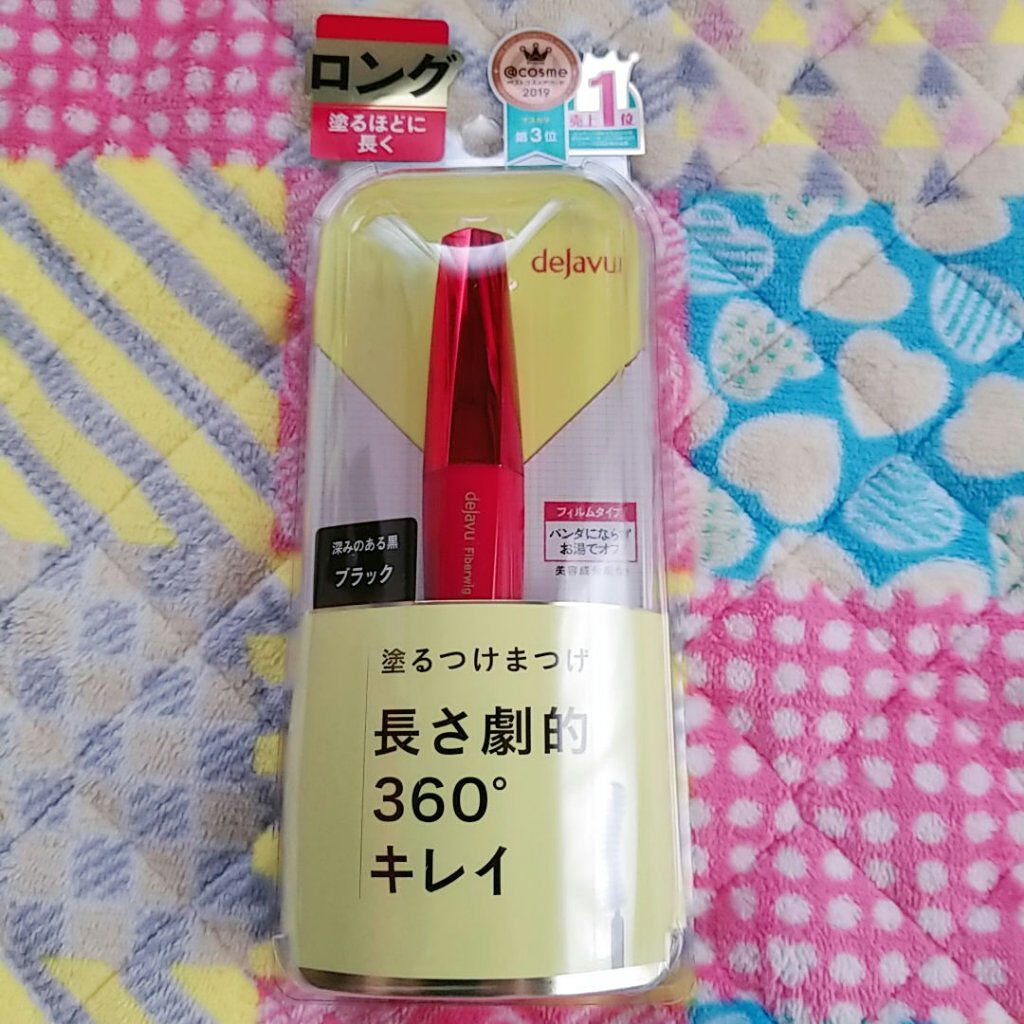 ロング
塗るほどに
長く
@cosme
2019
マスカラ
第3位
1
売上 位
dejavu
dejavu Fiberwig
フィルムタイプ
パンダにならず
お湯でオフ
深みのある黒
ブラック
塗るつけまつげ
長さ劇的
360°
キレイ